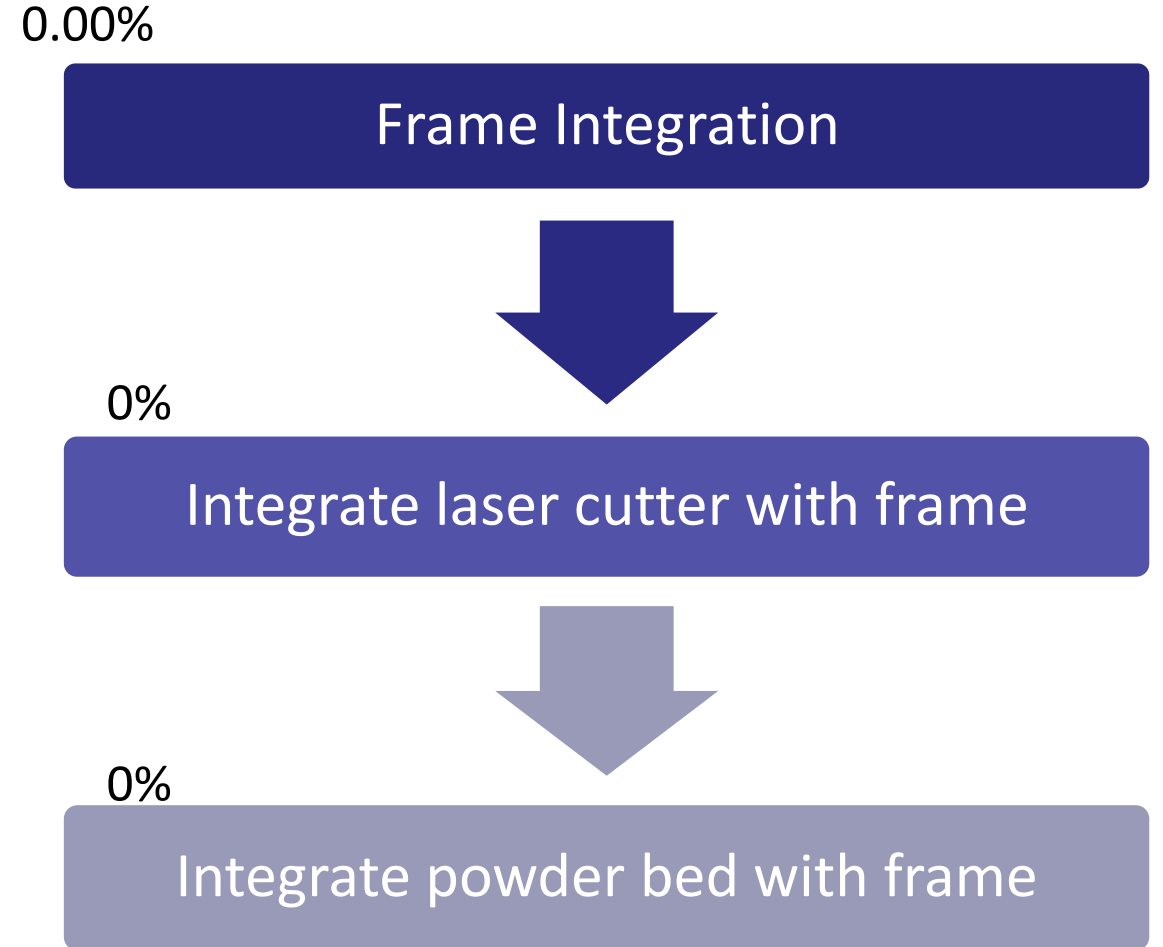 0.00%
Frame Integration
0%
Integrate laser cutter with frame
0%
Integrate powder bed with frame